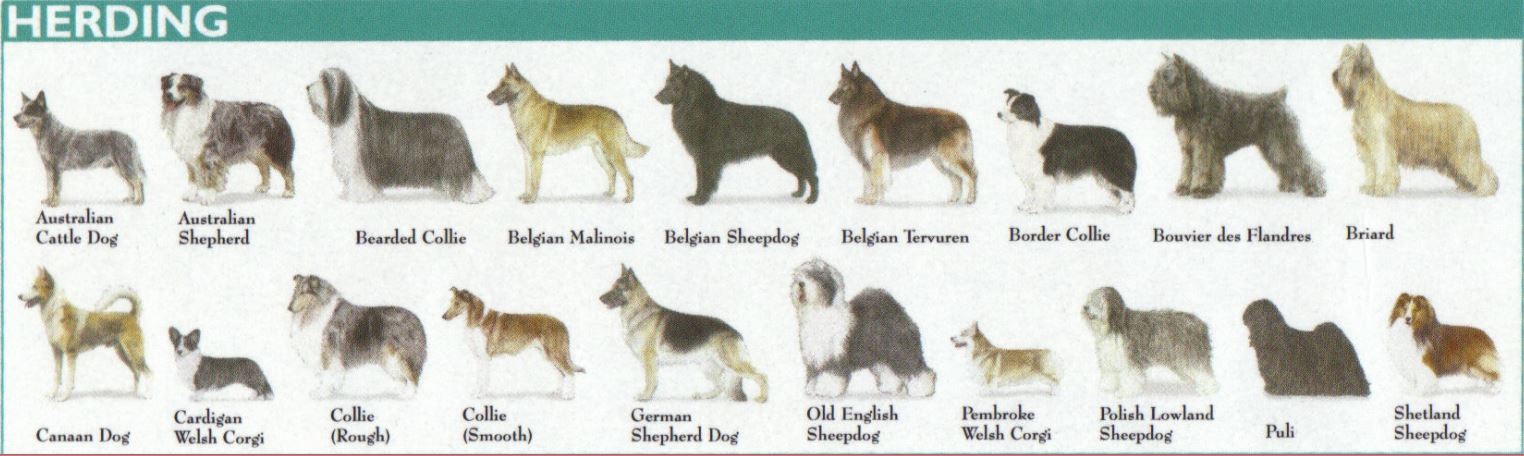 HERDING
Australian
Cattle Dog
Australian
Shepherd
Bearded Collie
Belgian Malinois
Belgian Sheepdog
Belgian Tervuren
Border Collie
Bouvier des Flandres
Briard
Canaan Dog
Cardigan
Welsh Corgi
Collie
(Rough)
Collie
(Smooth)
German
Shepherd Dog
Old English
Sheepdog
Pembroke
Welsh Corgi
Polish Lowland
Sheepdog
Puli
Shetland
Sheepdog